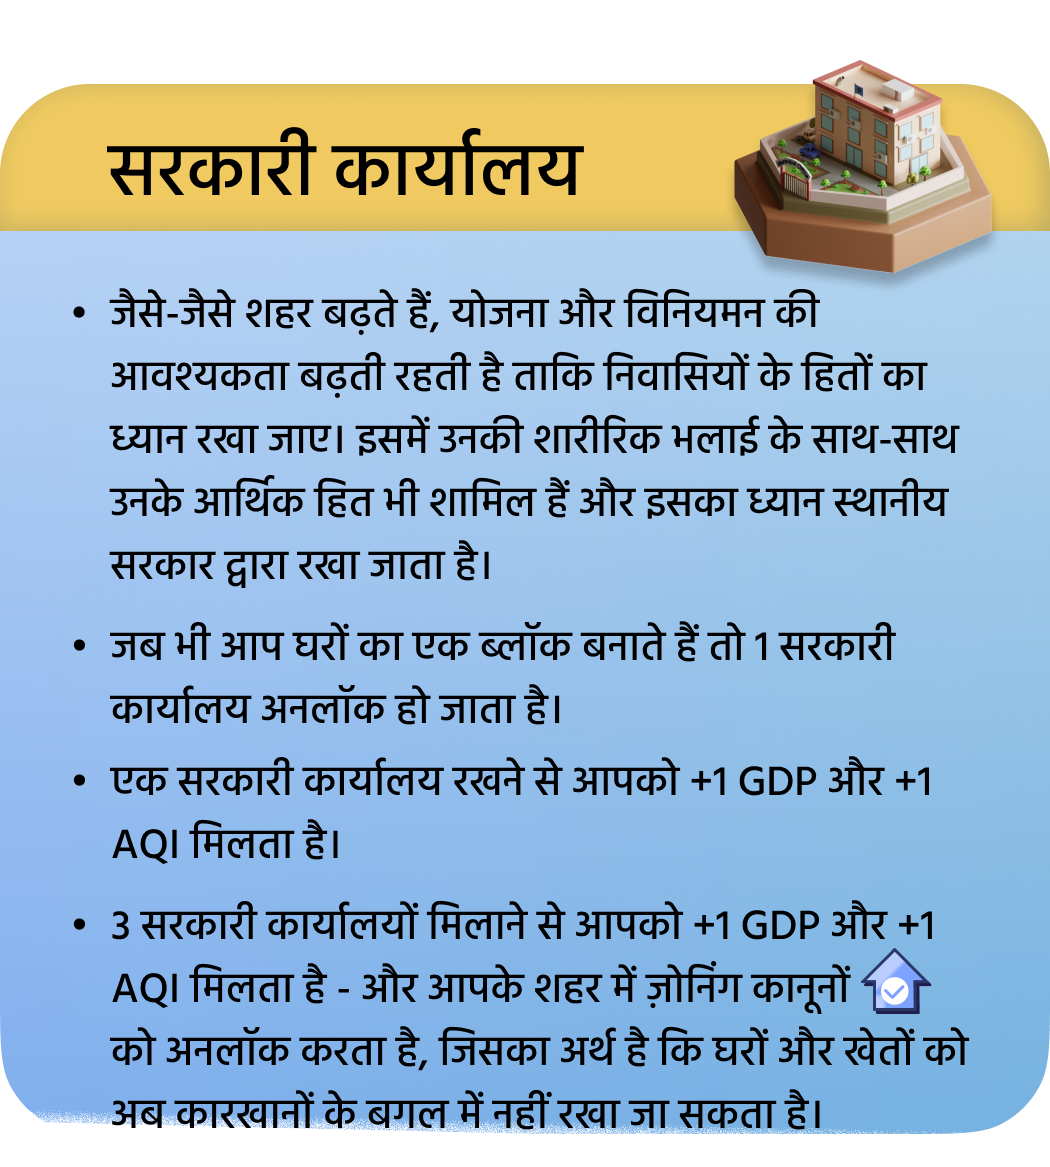 सरकारी कार्यालय
• जैसे-जैसे शहर बढ़ते हैं, योजना और विनियमन की
आवश्यकता बढ़ती रहती है ताकि निवासियों के हितों का
ध्यान रखा जाए। इसमें उनकी शारीरिक भलाई के साथ-साथ
उनके आर्थिक हित भी शामिल हैं और इसका ध्यान स्थानीय
सरकार द्वारा रखा जाता है।
• जब भी आप घरों का एक ब्लॉक बनाते हैं तो 1 सरकारी
कार्यालय अनलॉक हो जाता है।
• एक सरकारी कार्यालय रखने से आपको +1 GDP और +1
AQI मिलता है।
• 3 सरकारी कार्यालयों मिलाने से आपको +1 GDP और +1
AQI मिलता है - और आपके शहर में ज़ोनिंग कानूनों
को अनलॉक करता है, जिसका अर्थ है कि घरों और खेतों को
अब कारखानों के बगल में नहीं रखा जा सकता है।